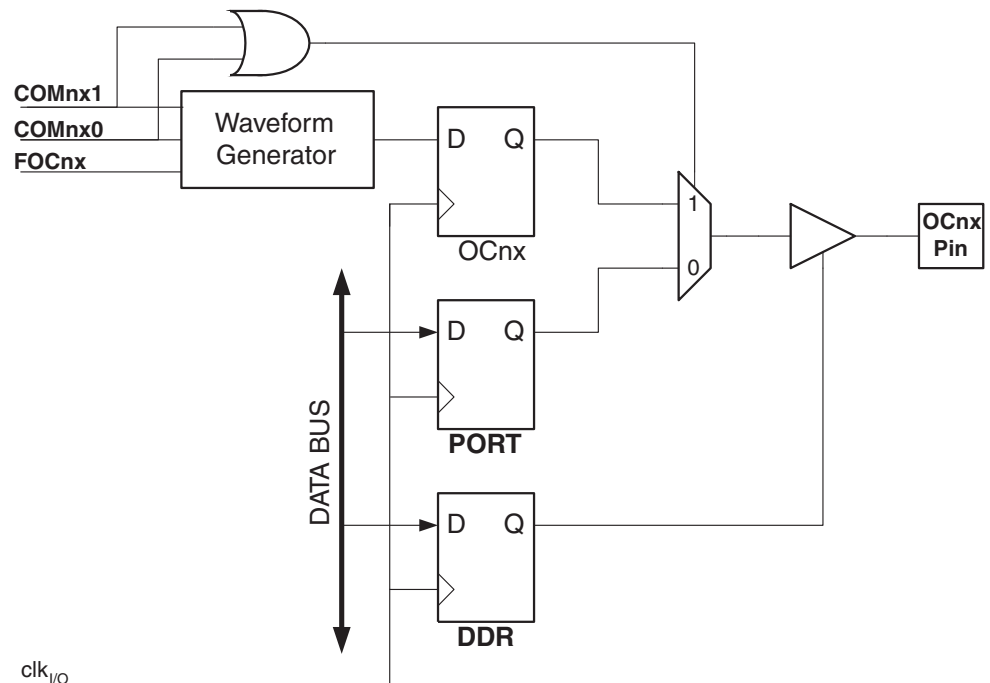 COMnx1
COMnx0
FOCnx
Waveform
Generator
D Q
OCnx
1
0
OCnx
Pin
DATA BUS
D Q
PORT
D Q
DDR
clkI/O